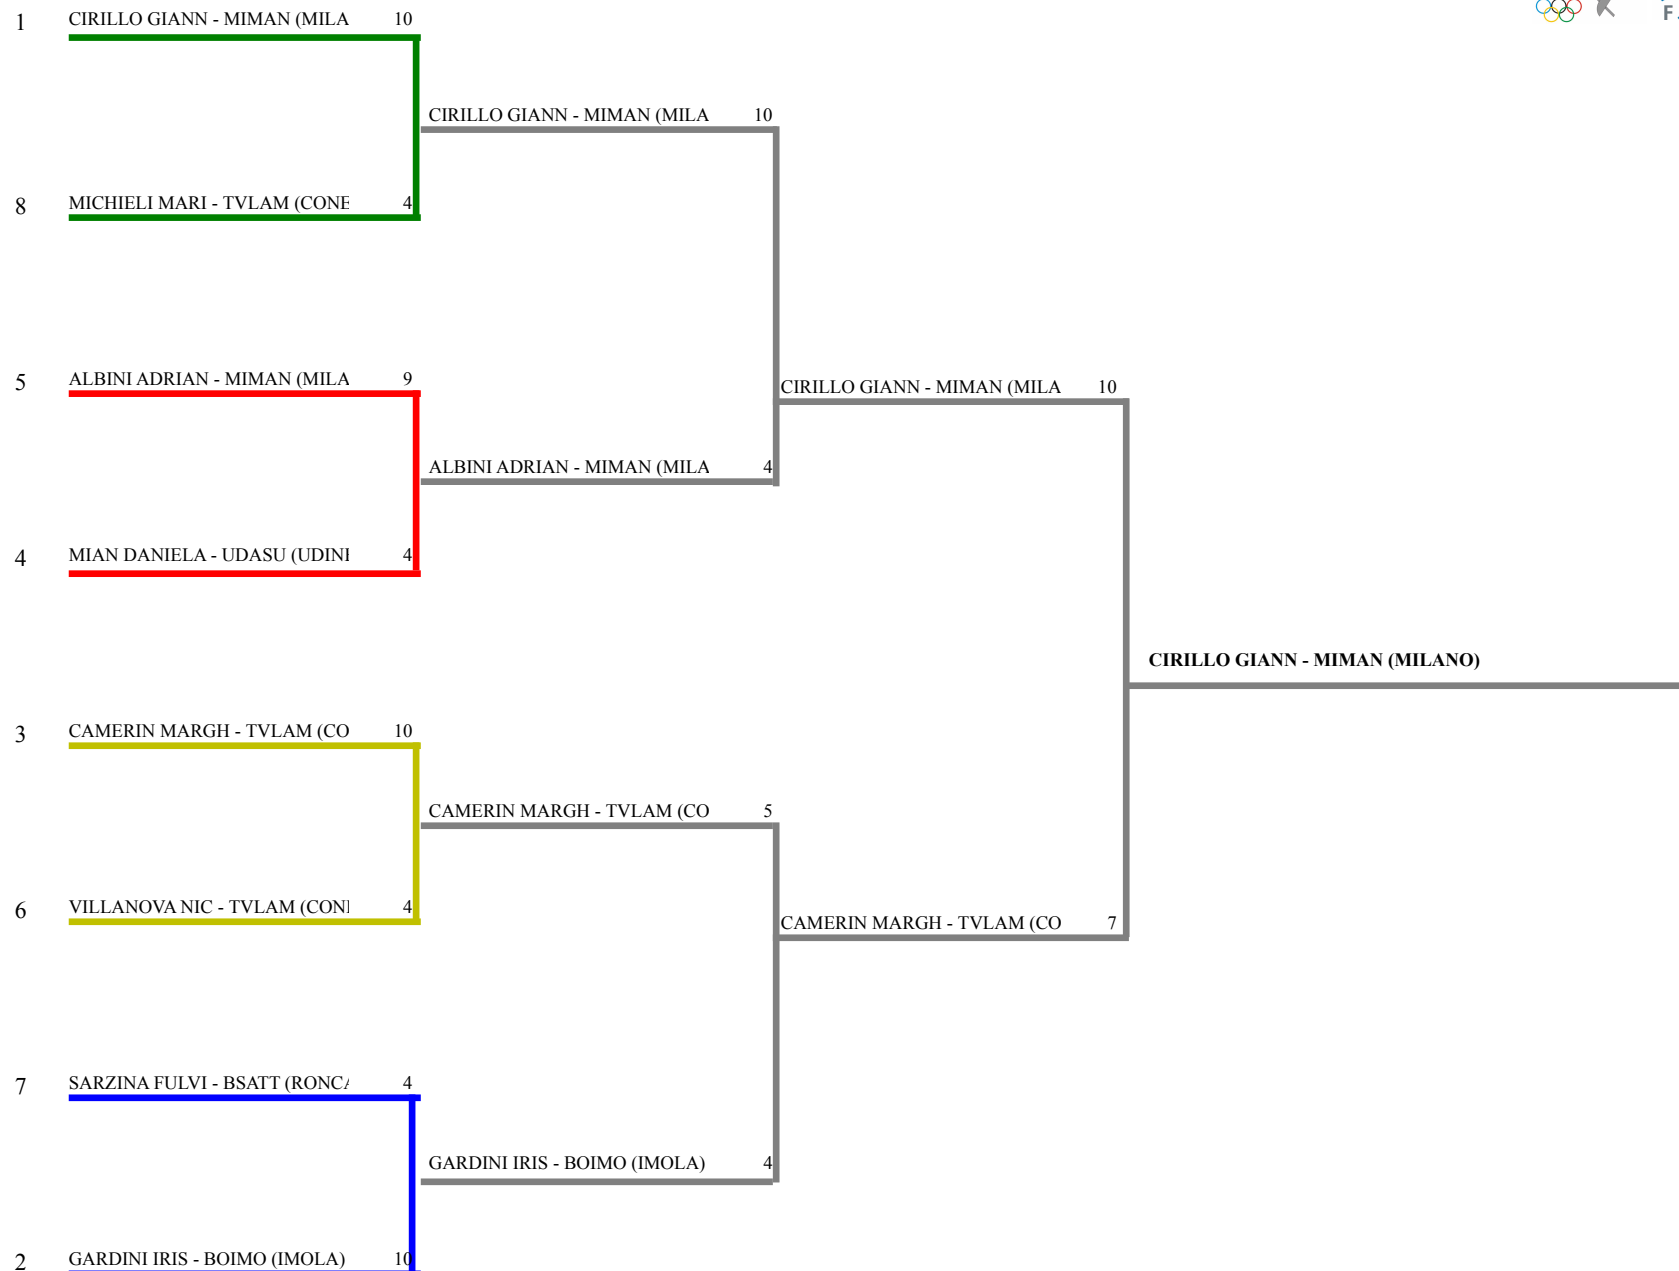 1 CIRILLO GIANN - MIMAN (MILA 10
F
CIRILLO GIANN - MIMAN (MILA 10
8 MICHIELI MARI - TVLAM (CONE 4
5 ALBINI ADRIAN - MIMAN (MILA 9
CIRILLO GIANN - MIMAN (MILA 10
ALBINI ADRIAN - MIMAN (MILA 4
4 MIAN DANIELA - UDASU (UDINI 4
CIRILLO GIANN - MIMAN (MILANO)
3 CAMERIN MARGH - TVLAM (CO 10
CAMERIN MARGH - TVLAM (CO 5
6 VILLANOVA NIC - TVLAM (CONI 4
CAMERIN MARGH - TVLAM (CO 7
7 SARZINA FULVI - BSATT (RONCA 4
GARDINI IRIS - BOIMO (IMOLA) 4
2 GARDINI IRIS - BOIMO (IMOLA) 10